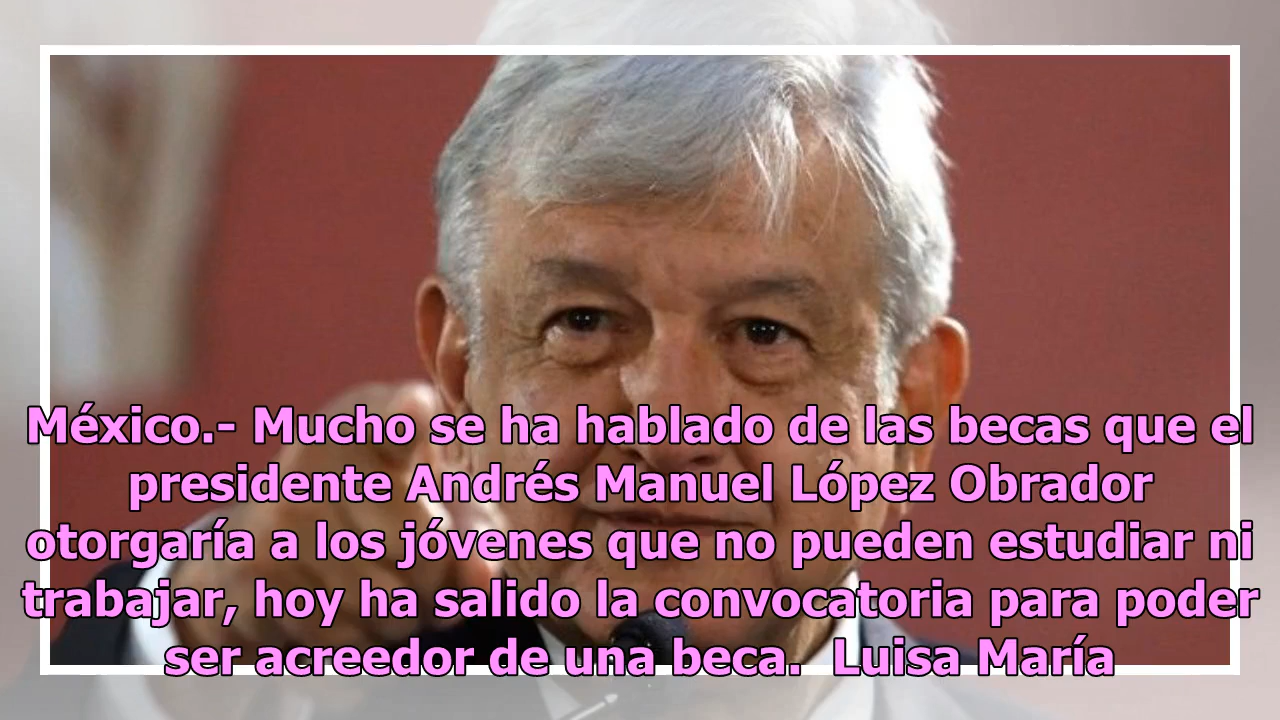 México.- Mucho se ha hablado de las becas que el
presidente Andrés Manuel López Obrador
otorgaría a los jóvenes que no pueden estudiar ni
trabajar, hoy ha salido la convocatoria para poder
ser acreedor de una beca.  Luisa María